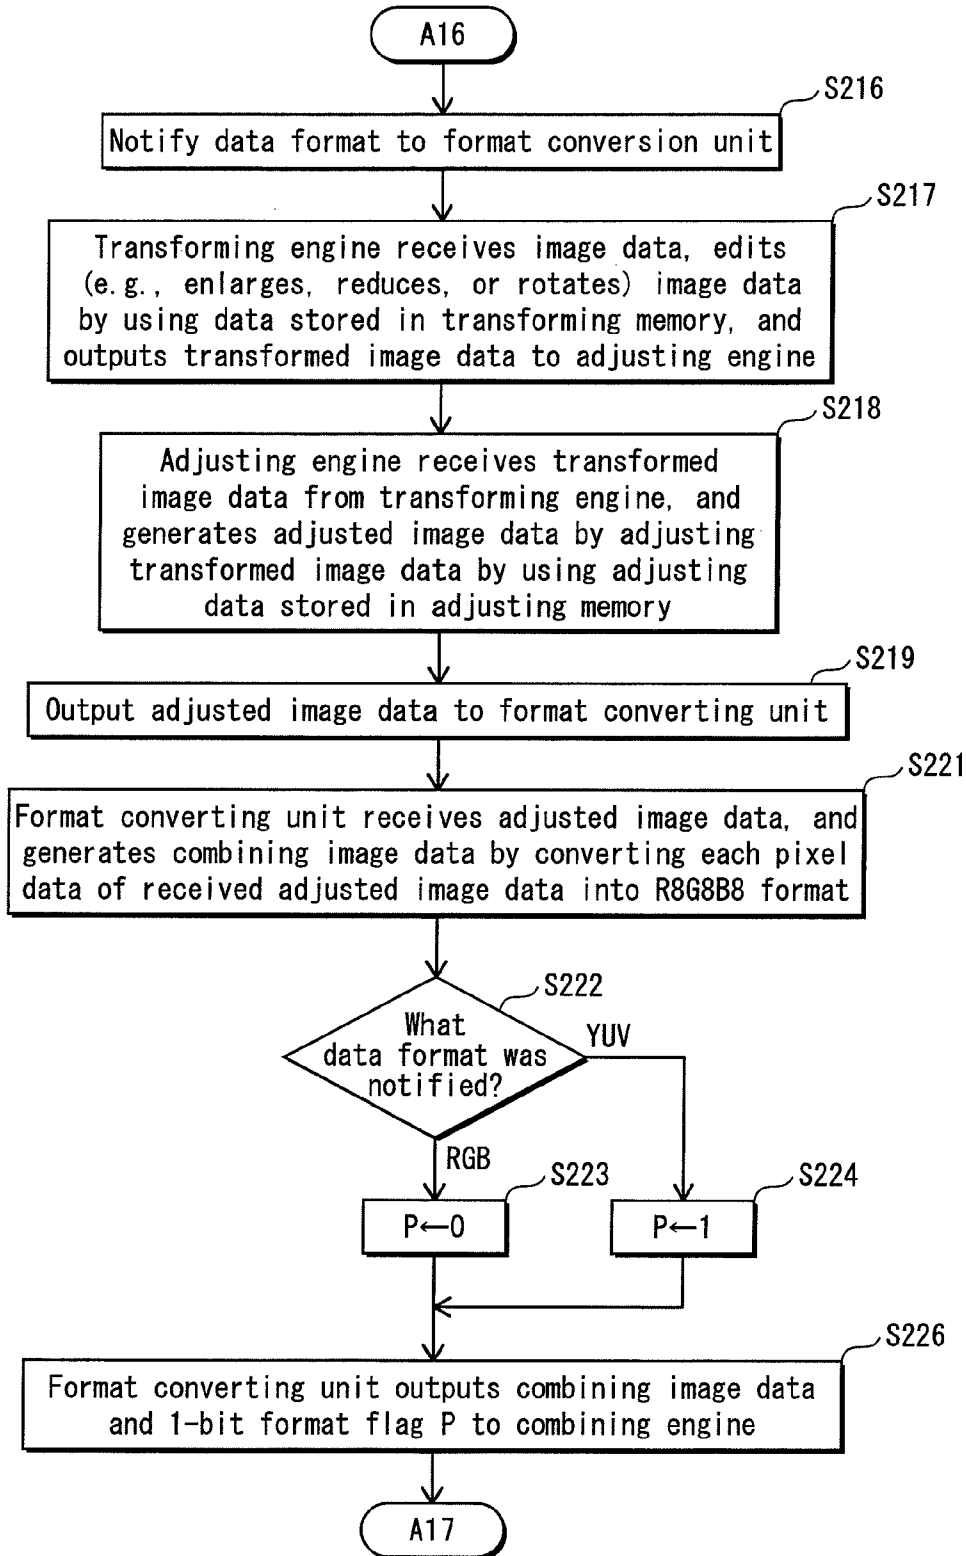 A16
S216
Notify data format to format conversion unit
S217
Transforming engine receives image data, edits
(e.g., enlarges, reduces, or rotates) image data
by using data stored in transforming memory, and
outputs transformed image data to adjusting engine
S218
Adjusting engine receives transformed
image data from transforming engine, and
generates adjusted image data by adjusting
transformed image data by using adjusting
data stored in adjusting memory
S219
Output adjusted image data to format converting unit
S221
Format converting unit receives adjusted image data, and
generates combining image data by converting each pixel
data of received adjusted image data into R8G8B8 format
S222
What
data format was
notified?
YUV
RGB
S223
P←0
S224
P←1
S226
Format converting unit outputs combining image data
and 1-bit format flag P to combining engine
A17